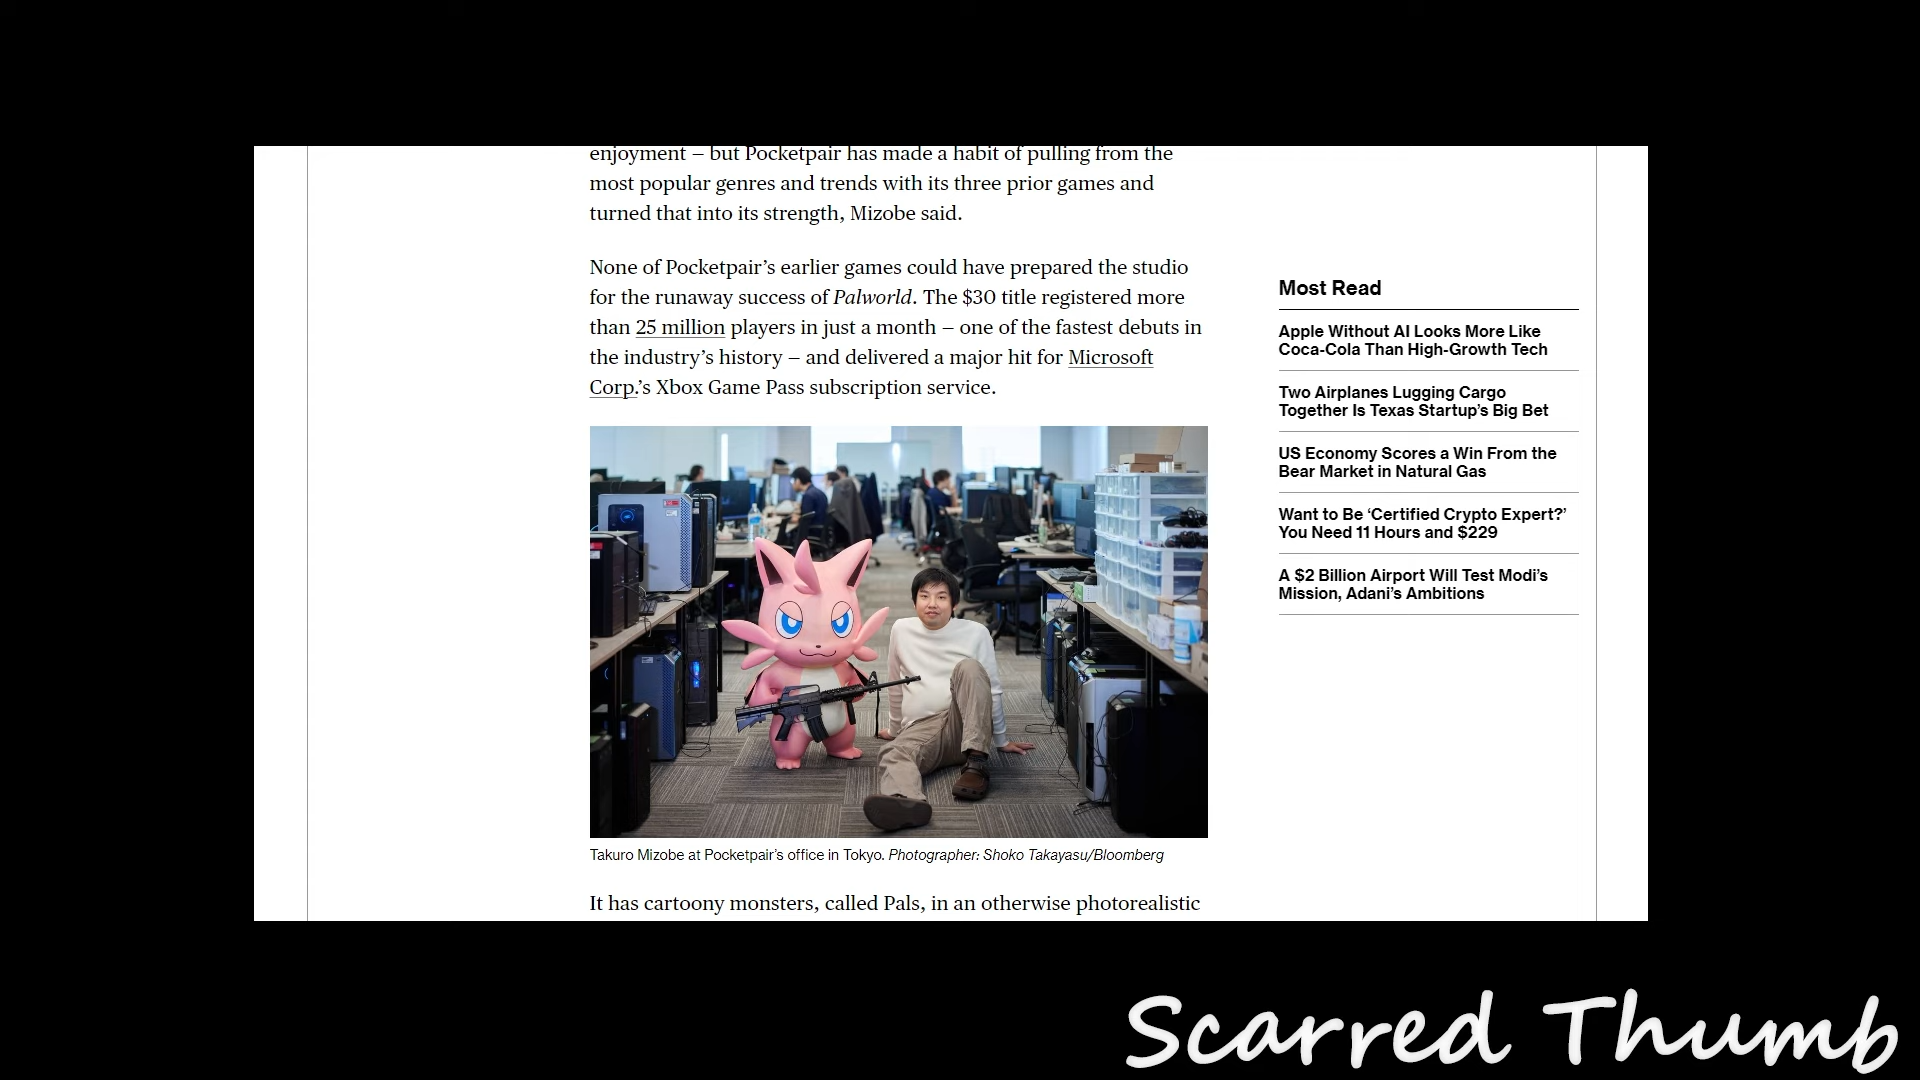 enjoyment – but Pocketpair has made a habit of pulling from the
most popular genres and trends with its three prior games and
turned that into its strength, Mizobe said.
None of Pocketpair’s earlier games could have prepared the studio
for the runaway success of Palworld. The $30 title registered more
than 25 million players in just a month – one of the fastest debuts in
the industry’s history – and delivered a major hit for Microsoft
Corp.’s Xbox Game Pass subscription service.
Takuro Mizobe at Pocketpair’s office in Tokyo. Photographer: Shoko Takayasu/Bloomberg
It has cartoony monsters, called Pals, in an otherwise photorealistic
Most Read
Apple Without AI Looks More Like
Coca-Cola Than High-Growth Tech
Two Airplanes Lugging Cargo
Together Is Texas Startup’s Big Bet
US Economy Scores a Win From the
Bear Market in Natural Gas
Want to Be ‘Certified Crypto Expert?’
You Need 11 Hours and $229
A $2 Billion Airport Will Test Modi’s
Mission, Adani’s Ambitions
Scarred Thumb